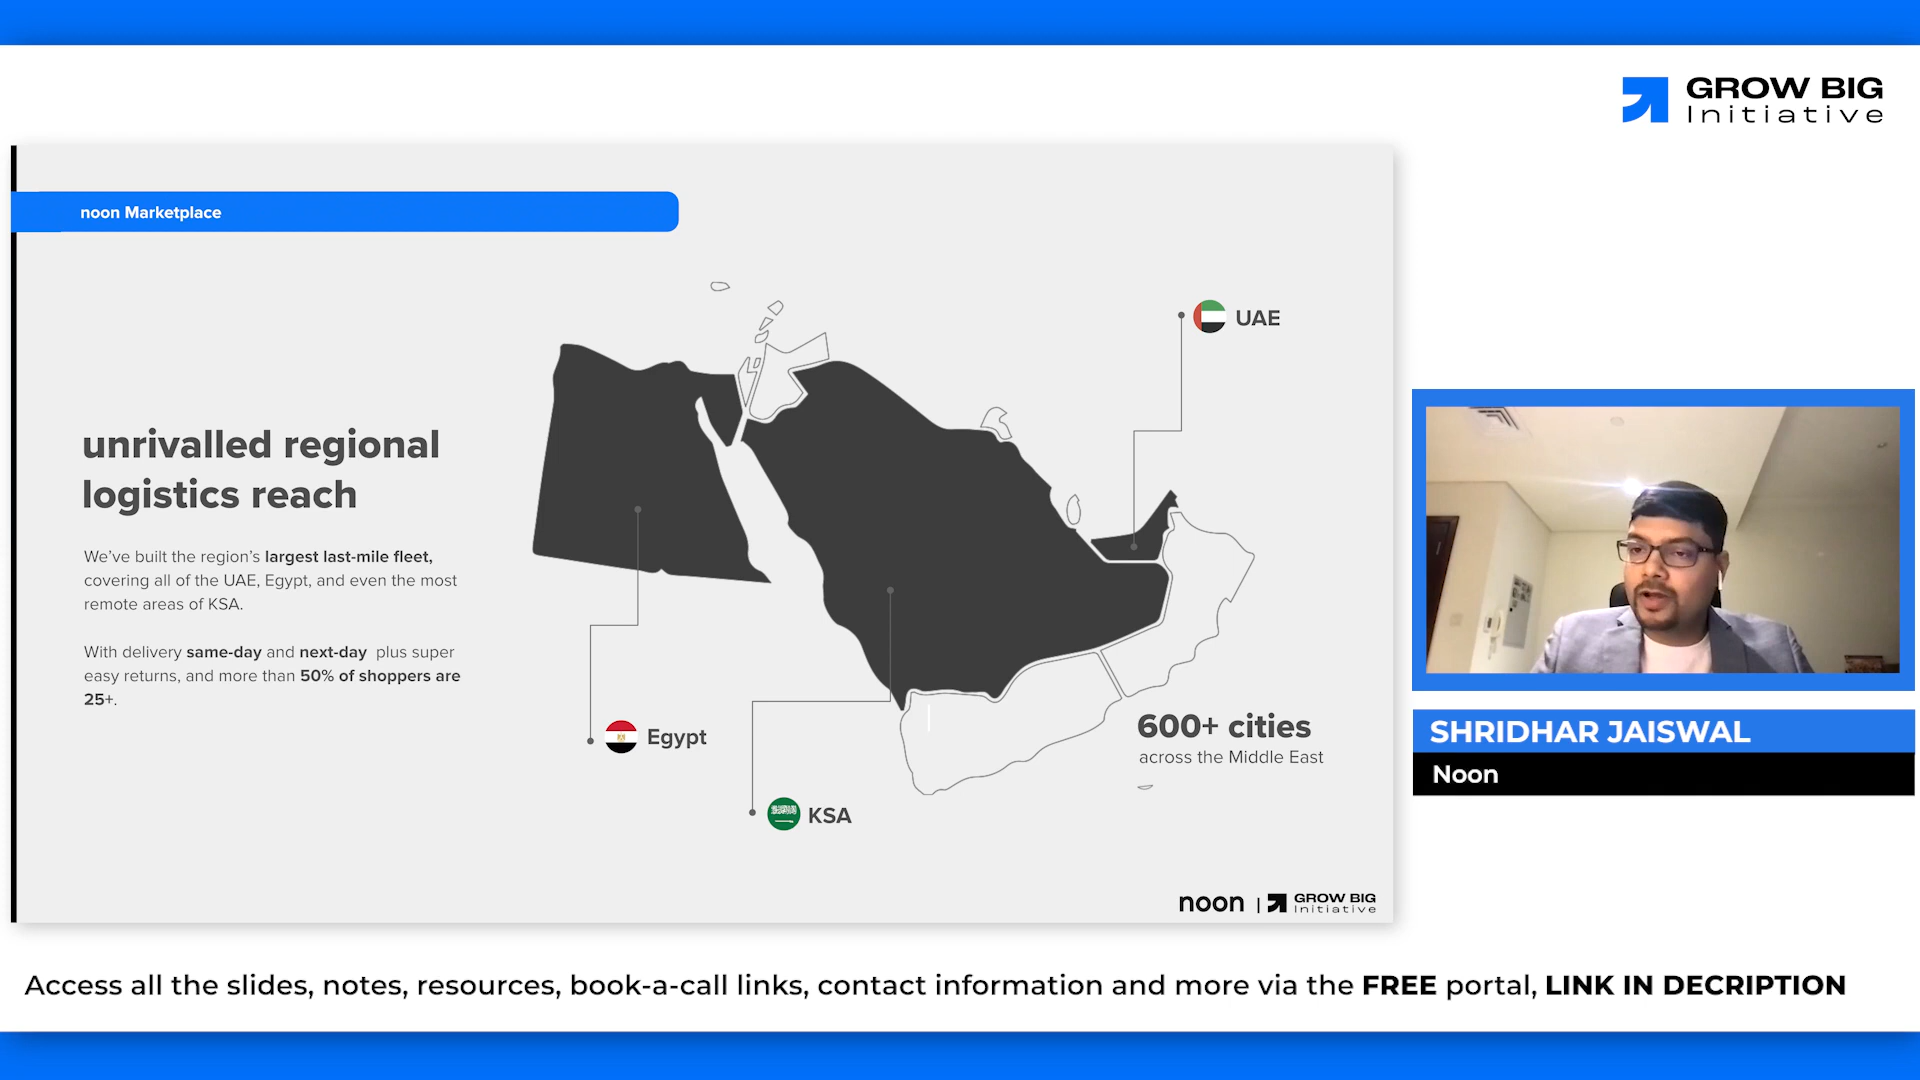 GROW BIG
Initiative
noon Marketplace
UAE
unrivalled regional
logistics reach
We've built the region's largest last-mile fleet,
covering all of the UAE, Egypt, and even the most
remote areas of KSA.
With delivery same-day and next-day plus super
easy returns, and more than 50% of shoppers are
25+.
Egypt
KSA
600+ cities
across the Middle East
noon | GROW BIG
Initiative
SHRIDHAR JAISWAL
Noon
Access all the slides, notes, resources, book-a-call links, contact information and more via the FREE portal, LINK IN DECRIPTION